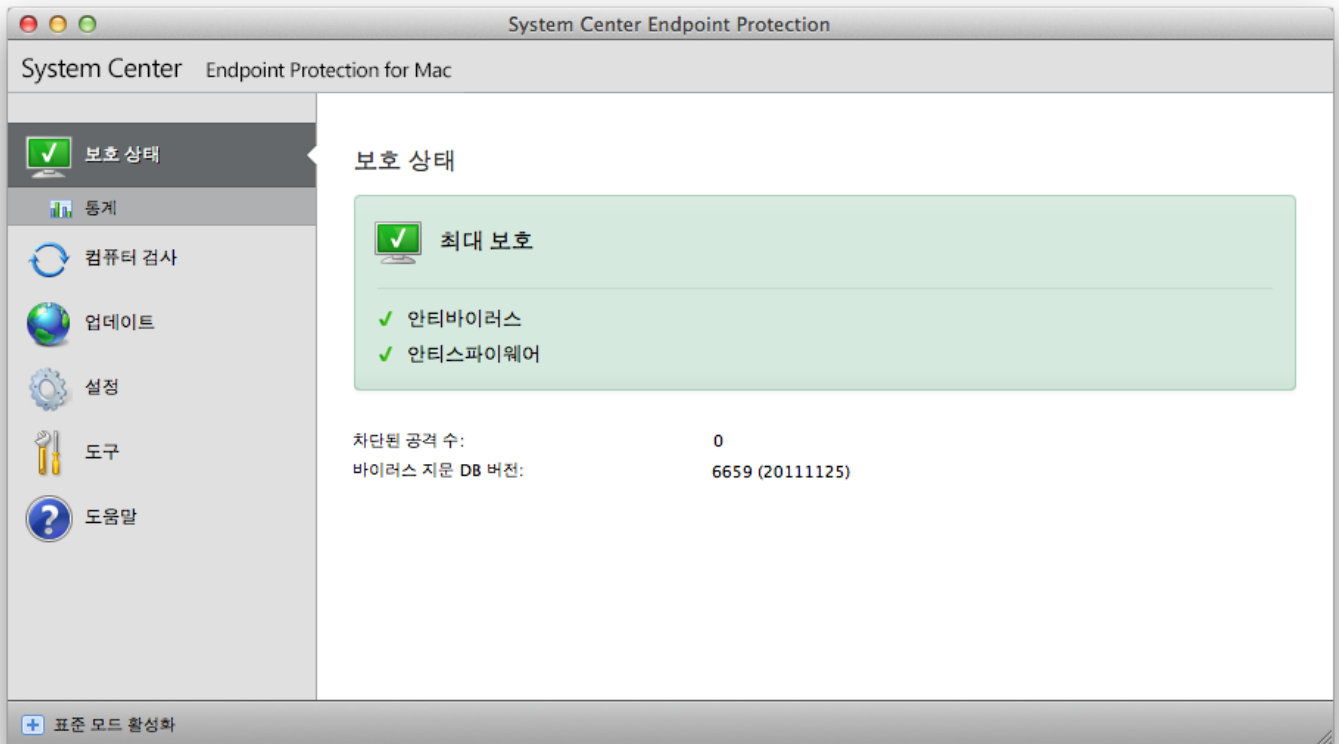 System Center Endpoint Protection
System Center Endpoint Protection for Mac
보호 상태
통계
컴퓨터 검사
업데이트
설정
도구
도움말
보호 상태
최대 보호
안티바이러스
안티스파이웨어
차단된 공격 수: 0
바이러스 지문 DB 버전: 6659 (20111125)
표준 모드 활성화